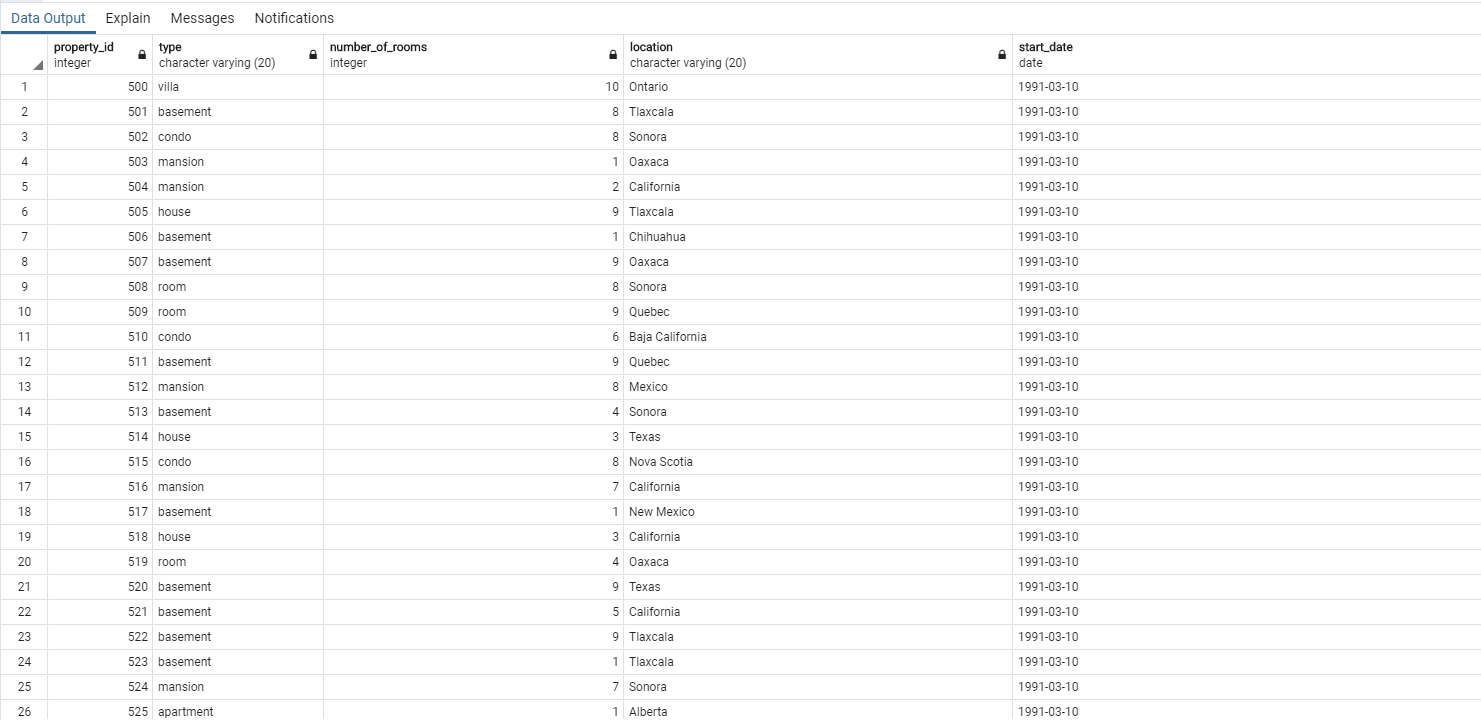 Data Output Explain Messages Notifications
property_id type number_of_rooms location start_date
integer character varying (20) integer character varying (20) date
1 500 villa 10 Ontario 1991-03-10
2 501 basement 8 Tlaxcala 1991-03-10
3 502 condo 8 Sonora 1991-03-10
4 503 mansion 1 Oaxaca 1991-03-10
5 504 mansion 2 California 1991-03-10
6 505 house 9 Tlaxcala 1991-03-10
7 506 basement 1 Chihuahua 1991-03-10
8 507 basement 9 Oaxaca 1991-03-10
9 508 room 8 Sonora 1991-03-10
10 509 room 9 Quebec 1991-03-10
11 510 condo 6 Baja California 1991-03-10
12 511 basement 9 Quebec 1991-03-10
13 512 mansion 8 Mexico 1991-03-10
14 513 basement 4 Sonora 1991-03-10
15 514 house 3 Texas 1991-03-10
16 515 condo 8 Nova Scotia 1991-03-10
17 516 mansion 7 California 1991-03-10
18 517 basement 1 New Mexico 1991-03-10
19 518 house 3 California 1991-03-10
20 519 room 4 Oaxaca 1991-03-10
21 520 basement 9 Texas 1991-03-10
22 521 basement 5 California 1991-03-10
23 522 basement 9 Tlaxcala 1991-03-10
24 523 basement 1 Tlaxcala 1991-03-10
25 524 mansion 7 Sonora 1991-03-10
26 525 apartment 1 Alberta 1991-03-10